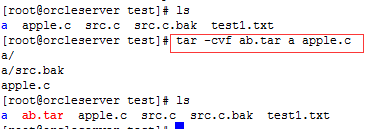 [root@orcleserver test]# ls
a  apple.c  src.c  src.c.bak  test1.txt
[root@orcleserver test]# tar -cvf ab.tar a apple.c
a/
a/src.bak
apple.c
[root@orcleserver test]# ls
a  ab.tar  apple.c  src.c  src.c.bak  test1.txt
[root@orcleserver test]#